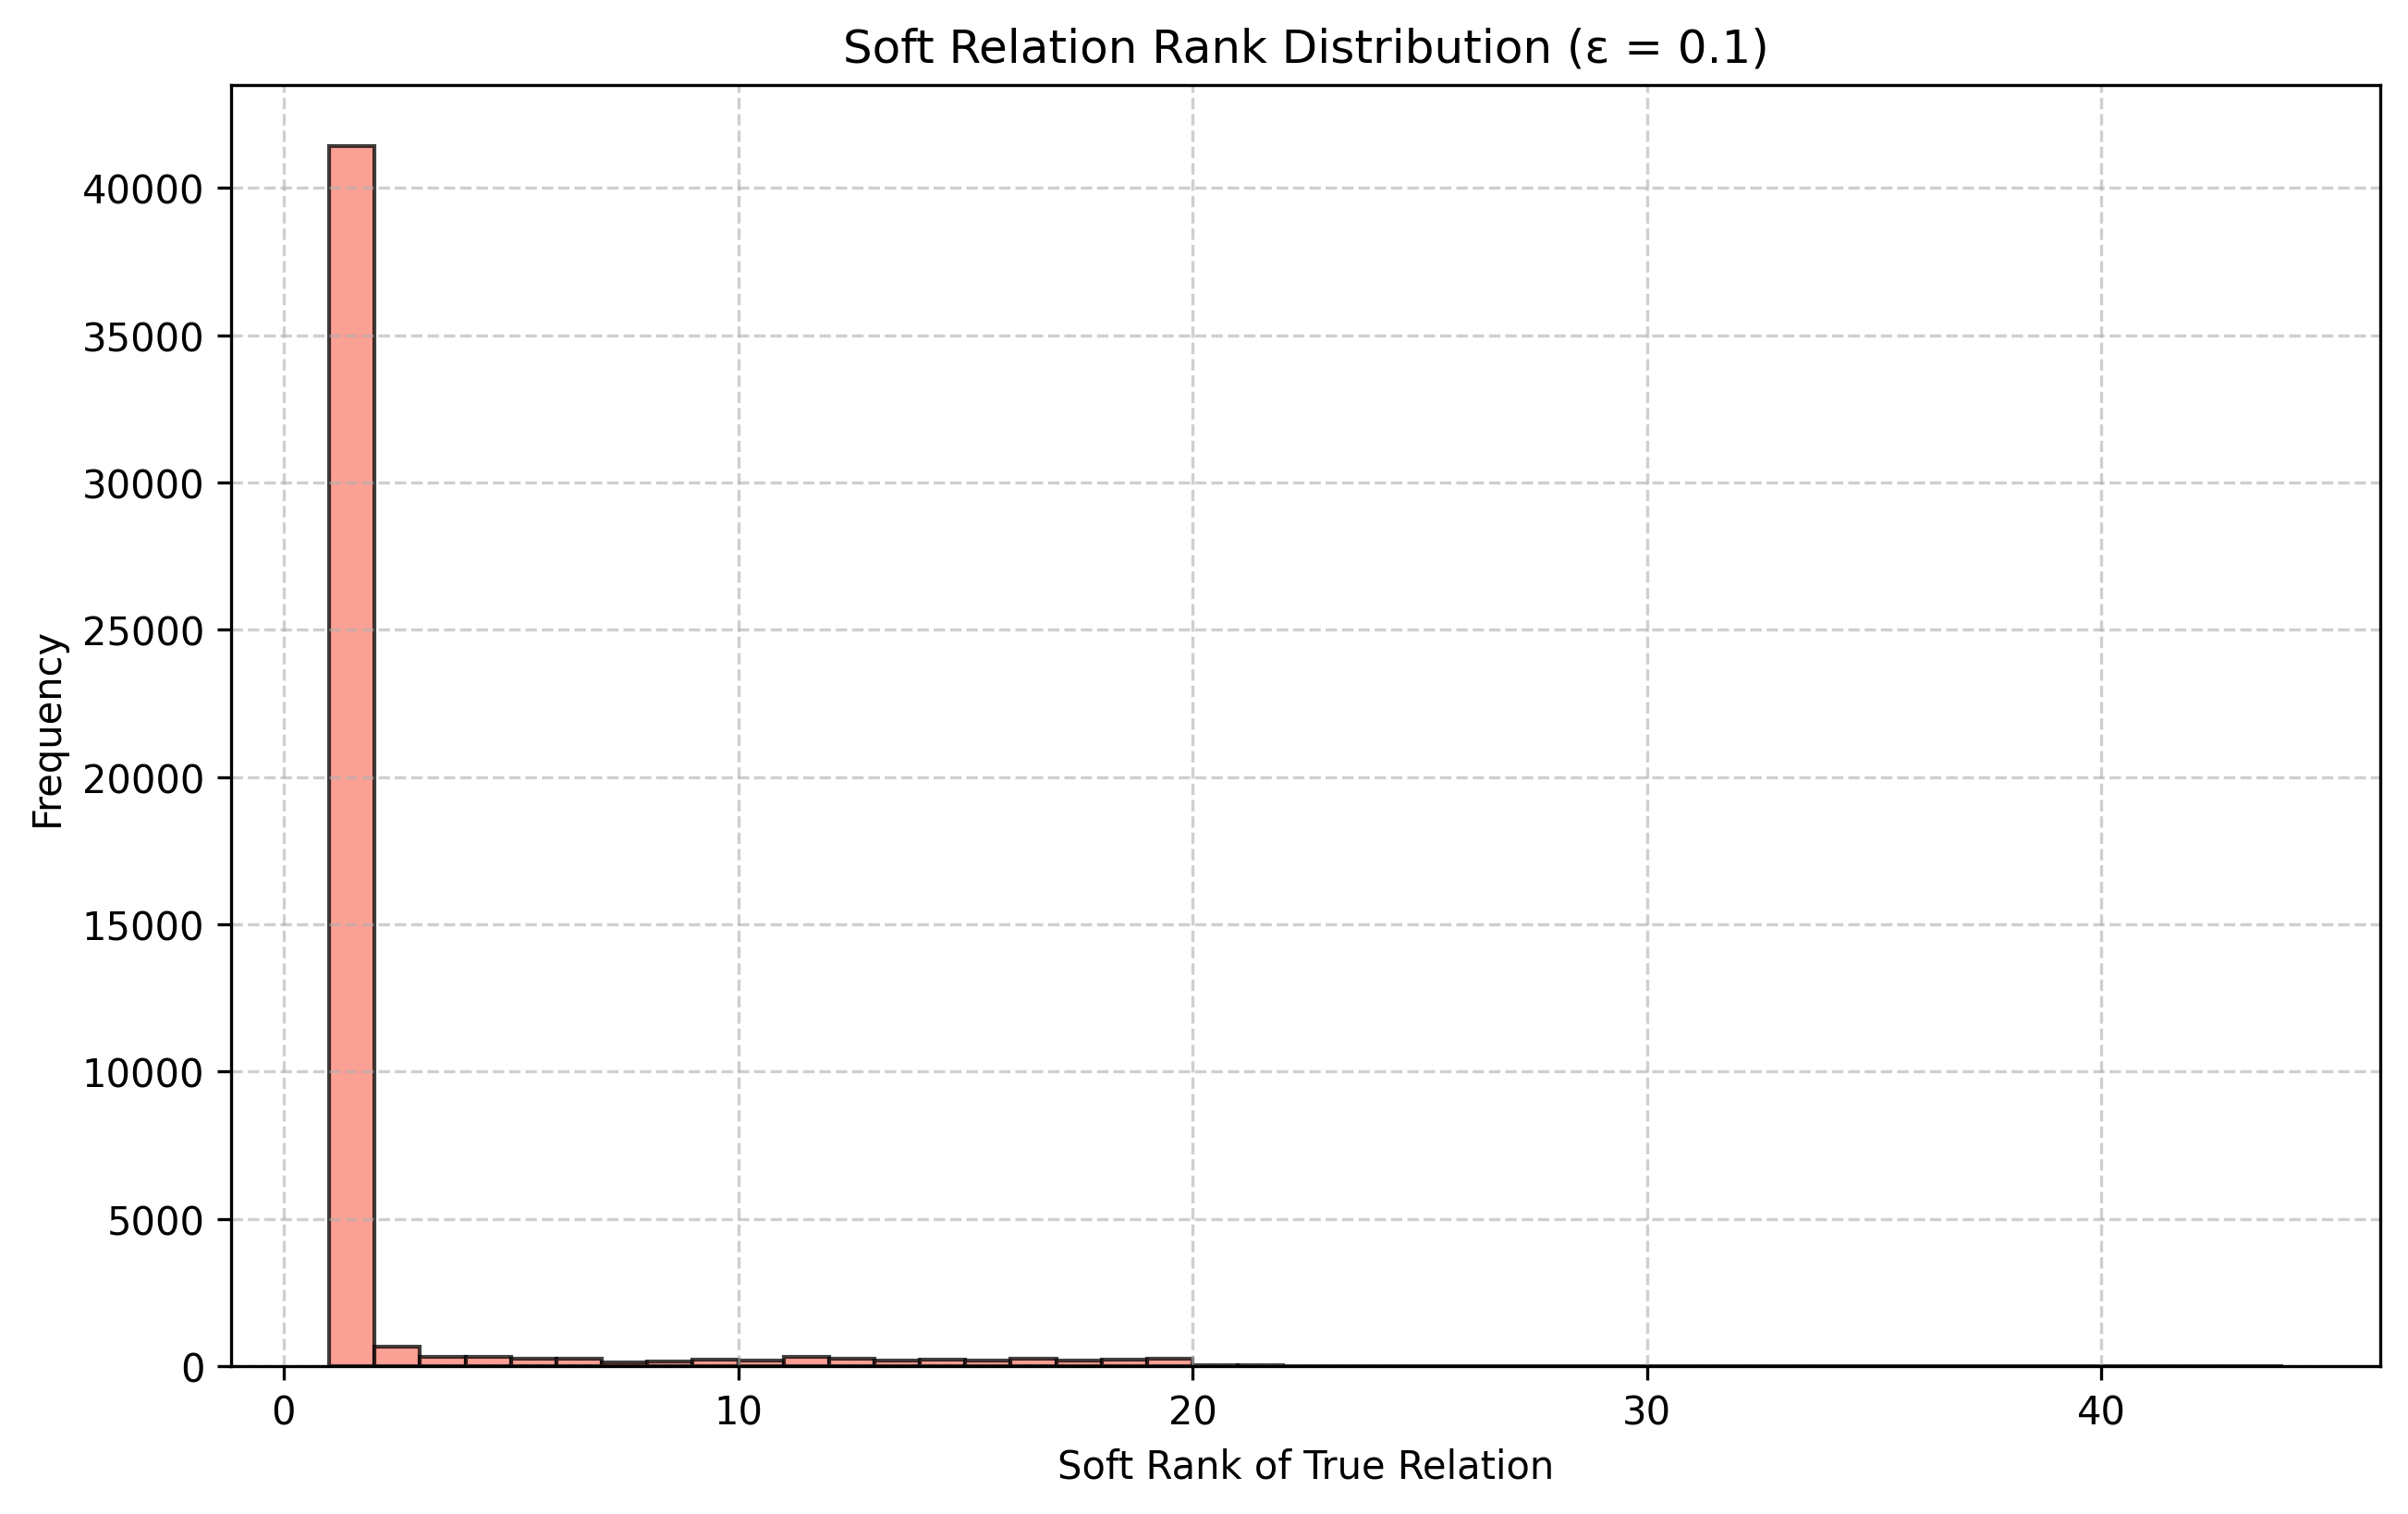 Soft Relation Rank Distribution (ε = 0.1)
Frequency
40000
35000
30000
25000
20000
15000
10000
5000
0
0 10 20 30 40
Soft Rank of True Relation